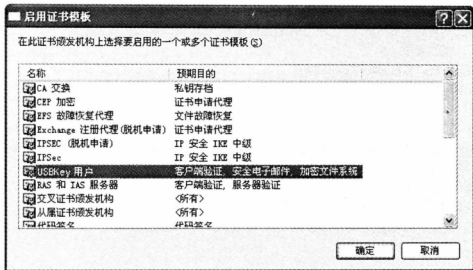 启用证书模板
在此证书颁发机构上选择要启用的一个或多个证书模板(S)
名称 预期目的
CA 交换 私钥存档
CEP 加密 证书申请代理
EFS 故障恢复代理 文件故障恢复
Exchange 注册代理(脱机申请) 证书申请代理
IPSEC (脱机申请) IP 安全 IKE 中级
IPSec IP 安全 IKE 中级
USBKey 用户 客户端验证, 安全电子邮件, 加密文件系统
RAS 和 IAS 服务器 客户端验证, 服务器验证
交叉证书颁发机构 <所有>
从属证书颁发机构 <所有>
代码签名 代码签名
确定 取消